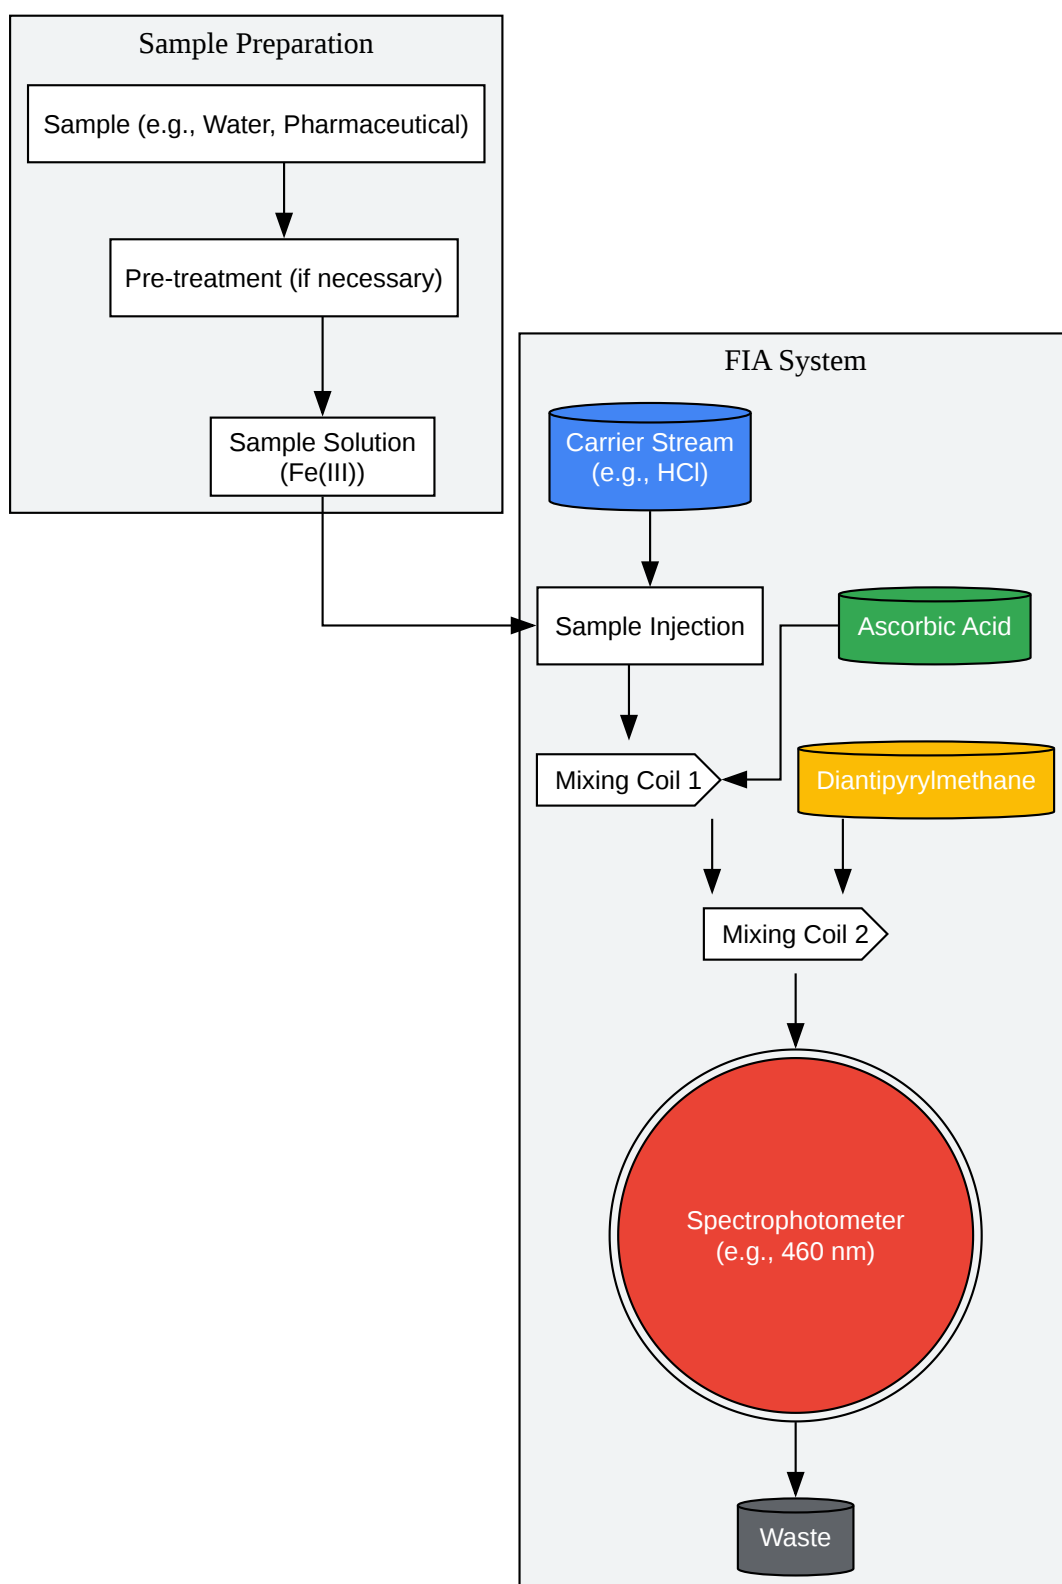 Sample Preparation
Sample (e.g., Water, Pharmaceutical)
Pre-treatment (if necessary)
Sample Solution
(Fe(III))
FIA System
Carrier Stream
(e.g., HCl)
Sample Injection
Ascorbic Acid
Mixing Coil 1
Diantipyrylmethane
Mixing Coil 2
Spectrophotometer
(e.g., 460 nm)
Waste